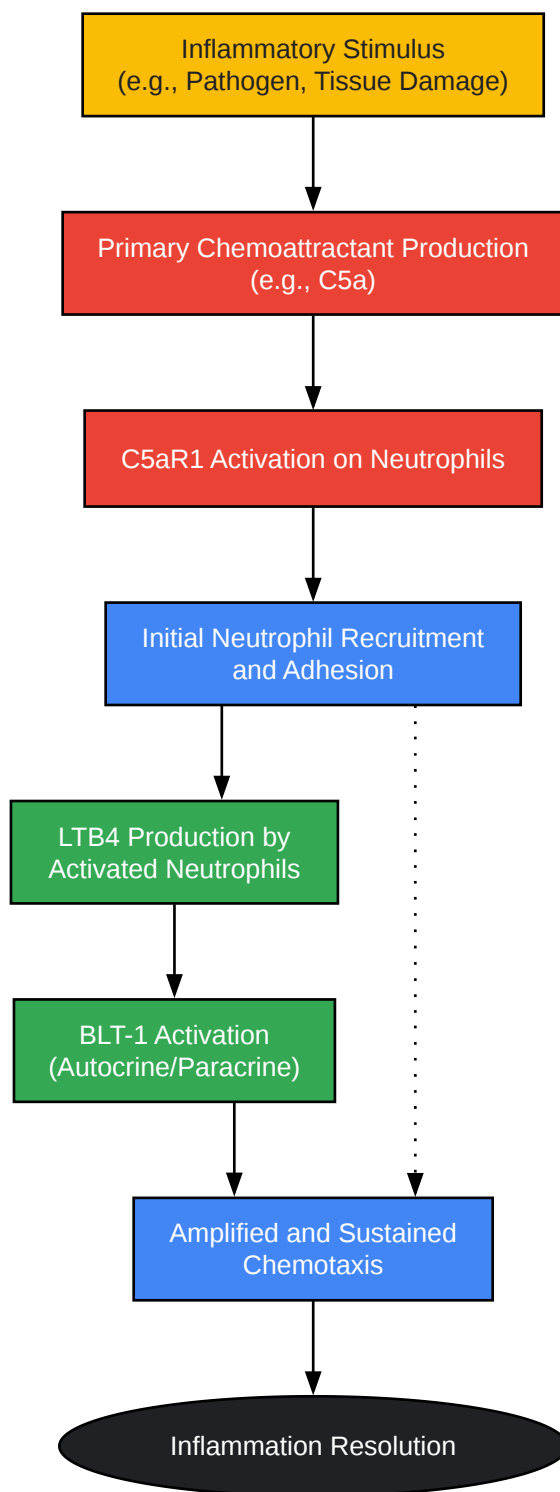 Inflammatory Stimulus
(e.g., Pathogen, Tissue Damage)
Primary Chemoattractant Production
(e.g., C5a)
C5aR1 Activation on Neutrophils
Initial Neutrophil Recruitment
and Adhesion
LTB4 Production by
Activated Neutrophils
BLT-1 Activation
(Autocrine/Paracrine)
Amplified and Sustained
Chemotaxis
Inflammation Resolution